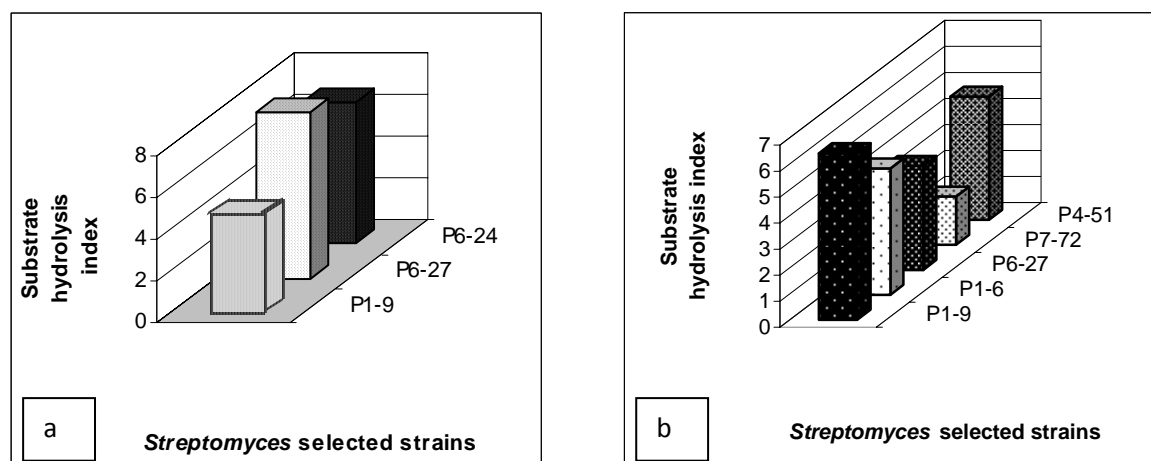 Substrate
hydrolysis
index
8
6
4
2
0
P6-24
P6-27
P1-9
a
Streptomyces selected strains
Substrate
hydrolysis index
7
6
5
4
3
2
1
0
P4-51
P7-72
P6-27
P1-6
P1-9
b
Streptomyces selected strains